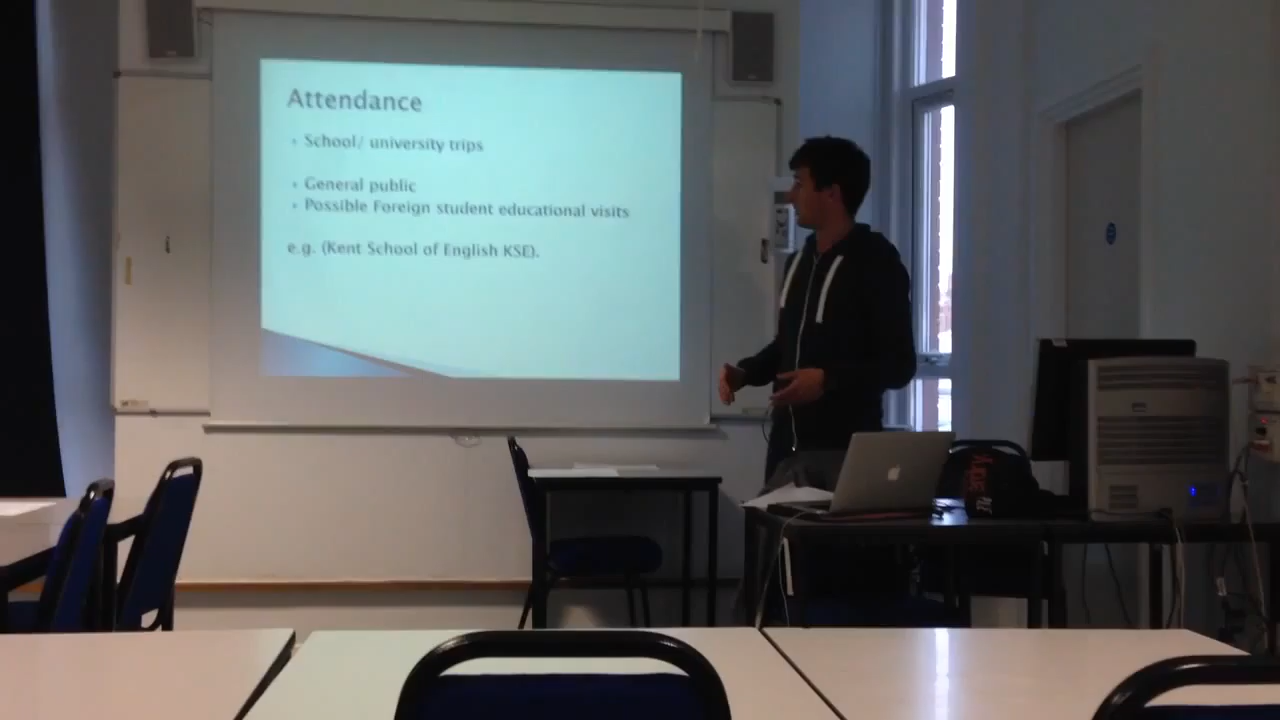 Attendance
School/ university trips
General public
Possible Foreign student educational visits
e.g. (Kent School of English KSE).